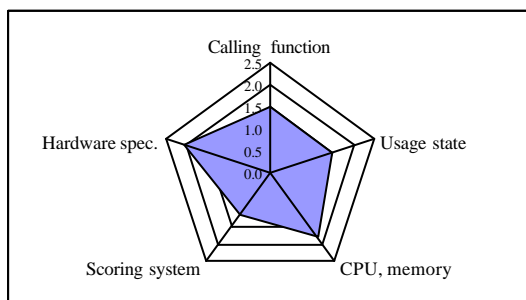 Calling function
2.5
2.0
1.5
1.0
0.5
0.0
Hardware spec.
Usage state
Scoring system
CPU, memory